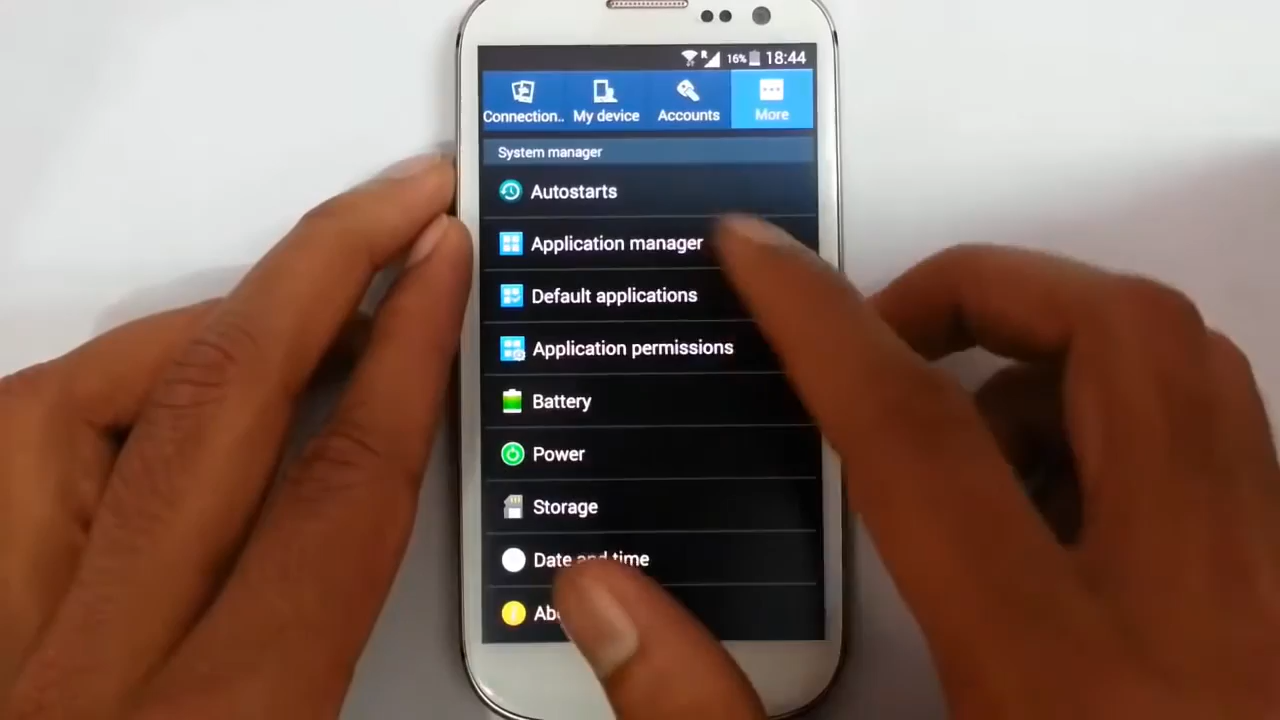 R 16% 18:44
Connection.. My device Accounts More
System manager
Autostarts
Application manager
Default applications
Application permissions
Battery
Power
Storage
Date and time